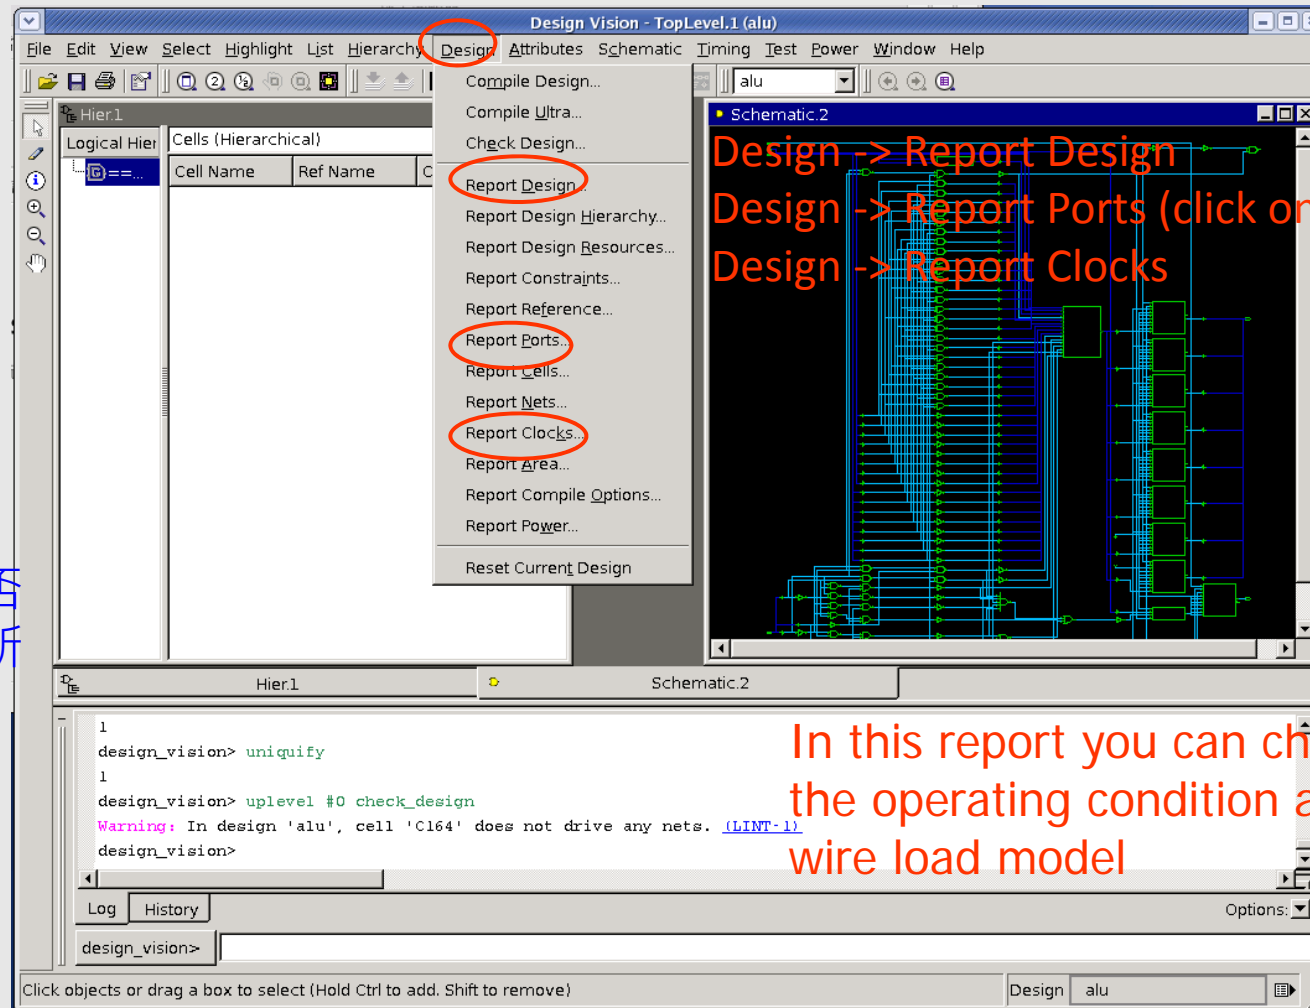 Design Vision - TopLevel.1 (alu)
File Edit View Select Highlight List Hierarchy Design Attributes Schematic Timing Test Power Window Help
alu
Compile Design...
Compile Ultra...
Check Design...
Report Design...
Report Design Hierarchy...
Report Design Resources...
Report Constraints...
Report Reference...
Report Ports...
Report Cells...
Report Nets...
Report Clocks...
Report Area...
Report Compile Options...
Report Power...
Reset Current Design
Hier.1
Logical Hier Cells (Hierarchical)
Cell Name Ref Name C
==...
Schematic.2
Design -> Report Design
Design -> Report Ports (click on
Design -> Report Clocks
Hier.1 Schematic.2
1
design_vision> uniquify
1
design_vision> uplevel #0 check_design
Warning: In design 'alu', cell 'C164' does not drive any nets. (LINT-1)
design_vision>
In this report you can ch
the operating condition a
wire load model
Log History Options:
design_vision>
Click objects or drag a box to select (Hold Ctrl to add. Shift to remove) Design alu